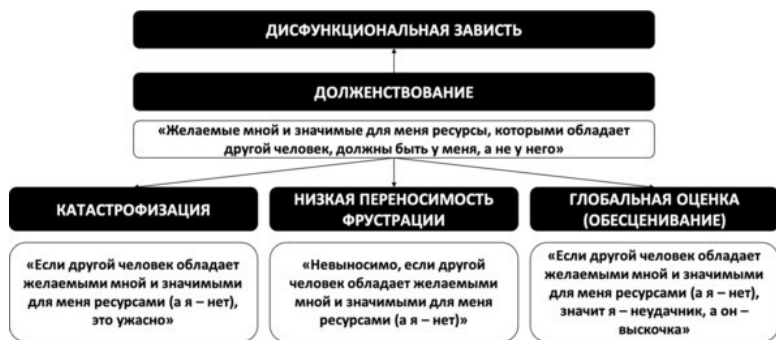 ДИСФУНКЦИОНАЛЬНАЯ ЗАВИСТЬ
ДОЛЖЕНСТВОВАНИЕ
«Желаемые мной и значимые для меня ресурсы, которыми обладает
другой человек, должны быть у меня, а не у него»
КАТАСТРОФИЗАЦИЯ
«Если другой человек обладает
желаемыми мной и значимыми
для меня ресурсами (а я – нет),
это ужасно»
НИЗКАЯ ПЕРЕНОСИМОСТЬ
ФРУСТРАЦИИ
«Невыносимо, если другой
человек обладает желаемыми
мной и значимыми для меня
ресурсами (а я – нет)»
ГЛОБАЛЬНАЯ ОЦЕНКА
(ОБЕСЦЕНИВАНИЕ)
«Если другой человек обладает
желаемыми мной и значимыми
для меня ресурсами (а я – нет),
значит я – неудачник, а он –
выскочка»